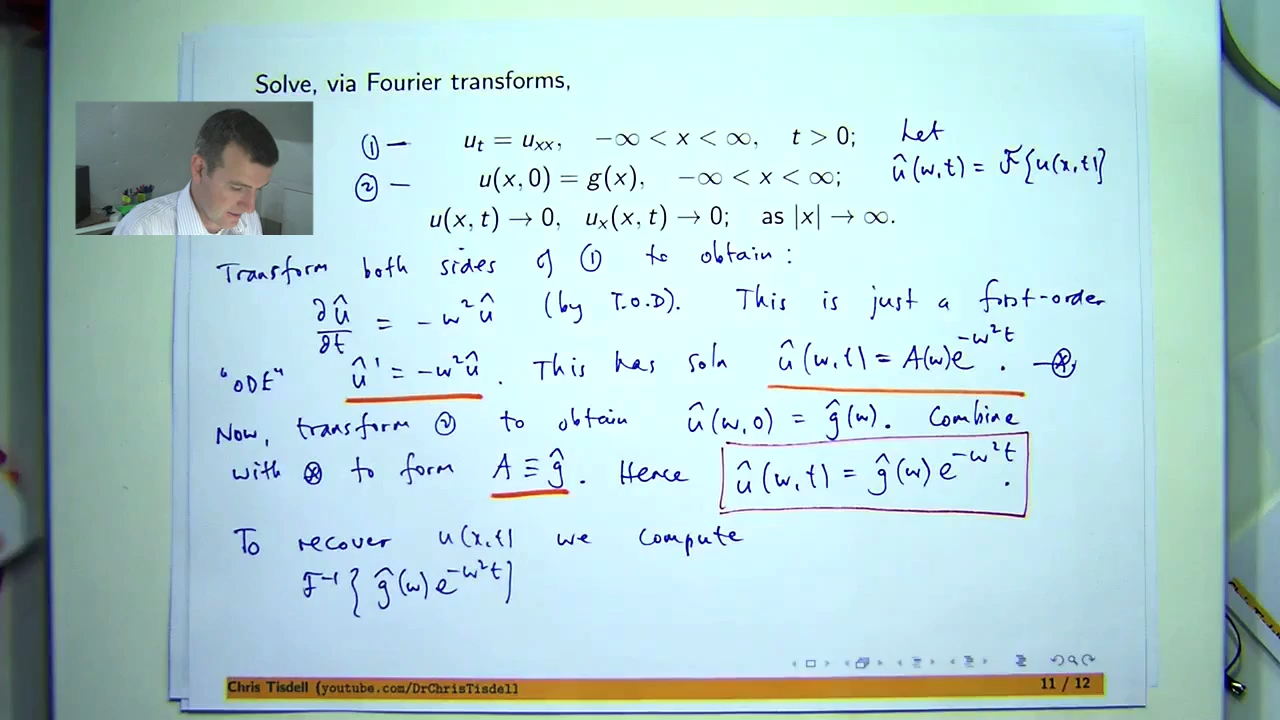 Solve, via Fourier transforms,
① — u_t = u_xx, −∞ < x < ∞, t > 0; Let
② — u(x, 0) = g(x), −∞ < x < ∞; û(w,t) = ℱ{u(x,t)}
u(x, t) → 0, u_x(x, t) → 0; as |x| → ∞.
Transform both sides of ① to obtain:
∂û/∂t = −w²û (by T.O.D). This is just a first-order
"ODE" û' = −w²û. This has soln û(w,t) = A(w)e^{−w²t}. —⊛
Now, transform ② to obtain û(w,0) = ĝ(w). Combine
with ⊛ to form A ≡ ĝ. Hence û(w,t) = ĝ(w) e^{−w²t}.
To recover u(x,t) we compute
ℱ⁻¹{ĝ(w) e^{−w²t}}
Chris Tisdell (youtube.com/DrChrisTisdell 11 / 12